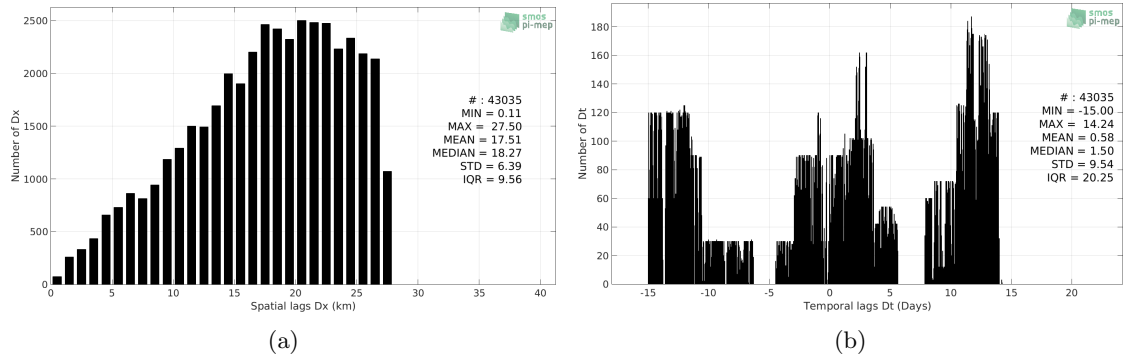 smos
pi-mep
2500
2000
1500
1000
500
0
Number of Dx
# : 43035
MIN = 0.11
MAX = 27.50
MEAN = 17.51
MEDIAN = 18.27
STD = 6.39
IQR = 9.56
0 5 10 15 20 25 30 35 40
Spatial lags Dx (km)
(a)
smos
pi-mep
180
160
140
120
100
80
60
40
20
0
Number of Dt
# : 43035
MIN = -15.00
MAX = 14.24
MEAN = 0.58
MEDIAN = 1.50
STD = 9.54
IQR = 20.25
-15 -10 -5 0 5 10 15 20
Temporal lags Dt (Days)
(b)